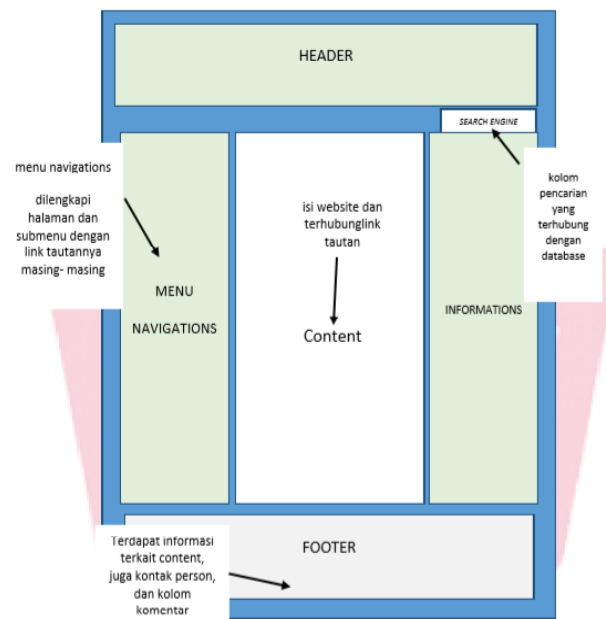 HEADER
SEARCH ENGINE
menu navigations
dilengkapi
halaman dan
submenu dengan
link tautannya
masing- masing
isi website dan
terhubunglink
tautan
kolom
pencarian
yang
terhubung
dengan
database
MENU
NAVIGATIONS
Content
INFORMATIONS
Terdapat informasi
terkait content,
juga kontak person,
dan kolom
komentar
FOOTER